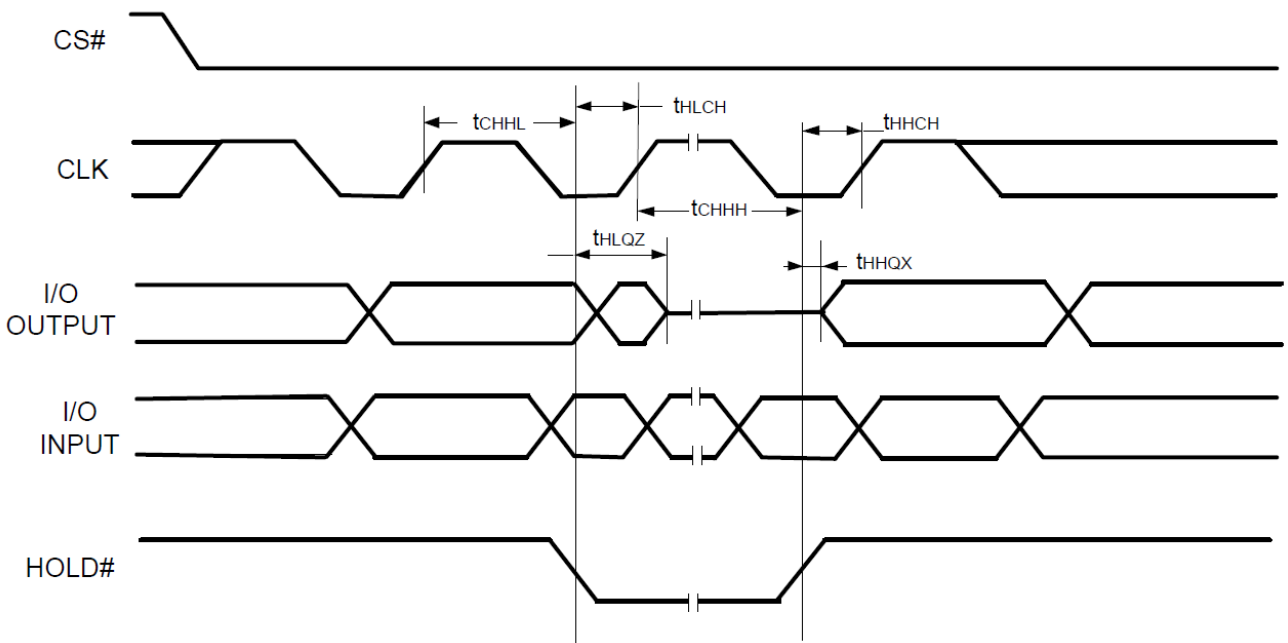 CS#
tCHHL
tHLCH
tHHCH
CLK
tCHHH
tHLQZ
tHHQX
I/O
OUTPUT
I/O
INPUT
HOLD#